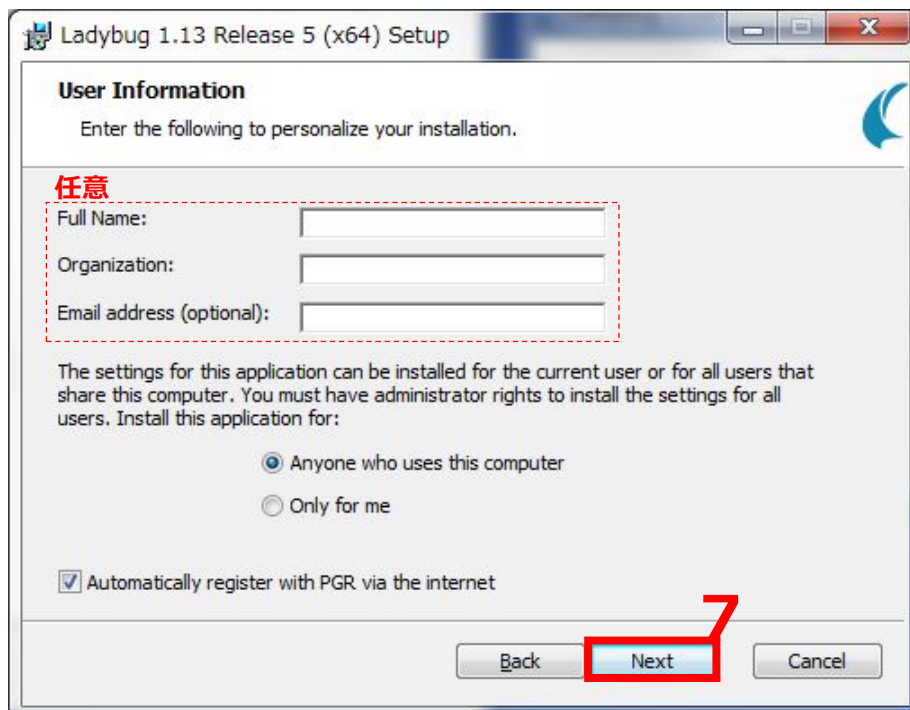 Ladybug 1.13 Release 5 (x64) Setup
User Information
Enter the following to personalize your installation.
任意
Full Name:
Organization:
Email address (optional):
The settings for this application can be installed for the current user or for all users that
share this computer. You must have administrator rights to install the settings for all
users. Install this application for:
Anyone who uses this computer
Only for me
Automatically register with PGR via the internet
7
Back Next Cancel